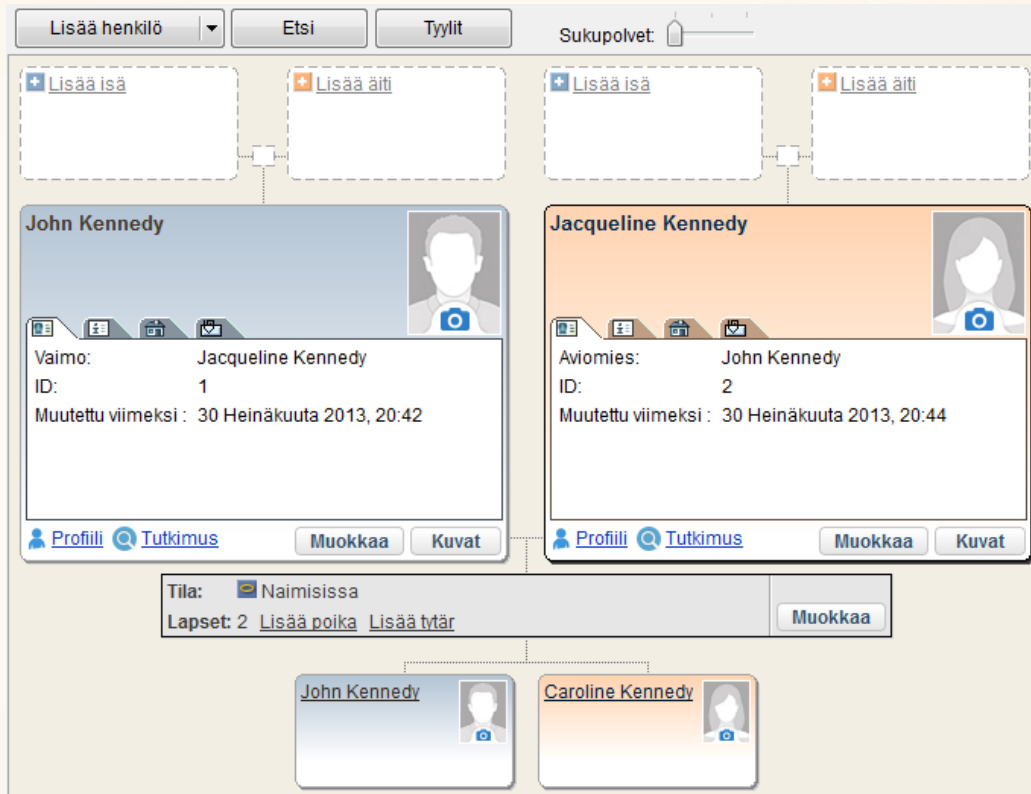 Lisää henkilö
Etsi
Tyylit
Sukupolvet:
Lisää isä
Lisää äiti
Lisää isä
Lisää äiti
John Kennedy
Vaimo: Jacqueline Kennedy
ID: 1
Muutettu viimeksi : 30 Heinäkuuta 2013, 20:42
Profiili Tutkimus Muokkaa Kuvat
Jacqueline Kennedy
Aviomies: John Kennedy
ID: 2
Muutettu viimeksi : 30 Heinäkuuta 2013, 20:44
Profiili Tutkimus Muokkaa Kuvat
Tila: Naimisissa
Lapset: 2 Lisää poika Lisää tytär
Muokkaa
John Kennedy
Caroline Kennedy